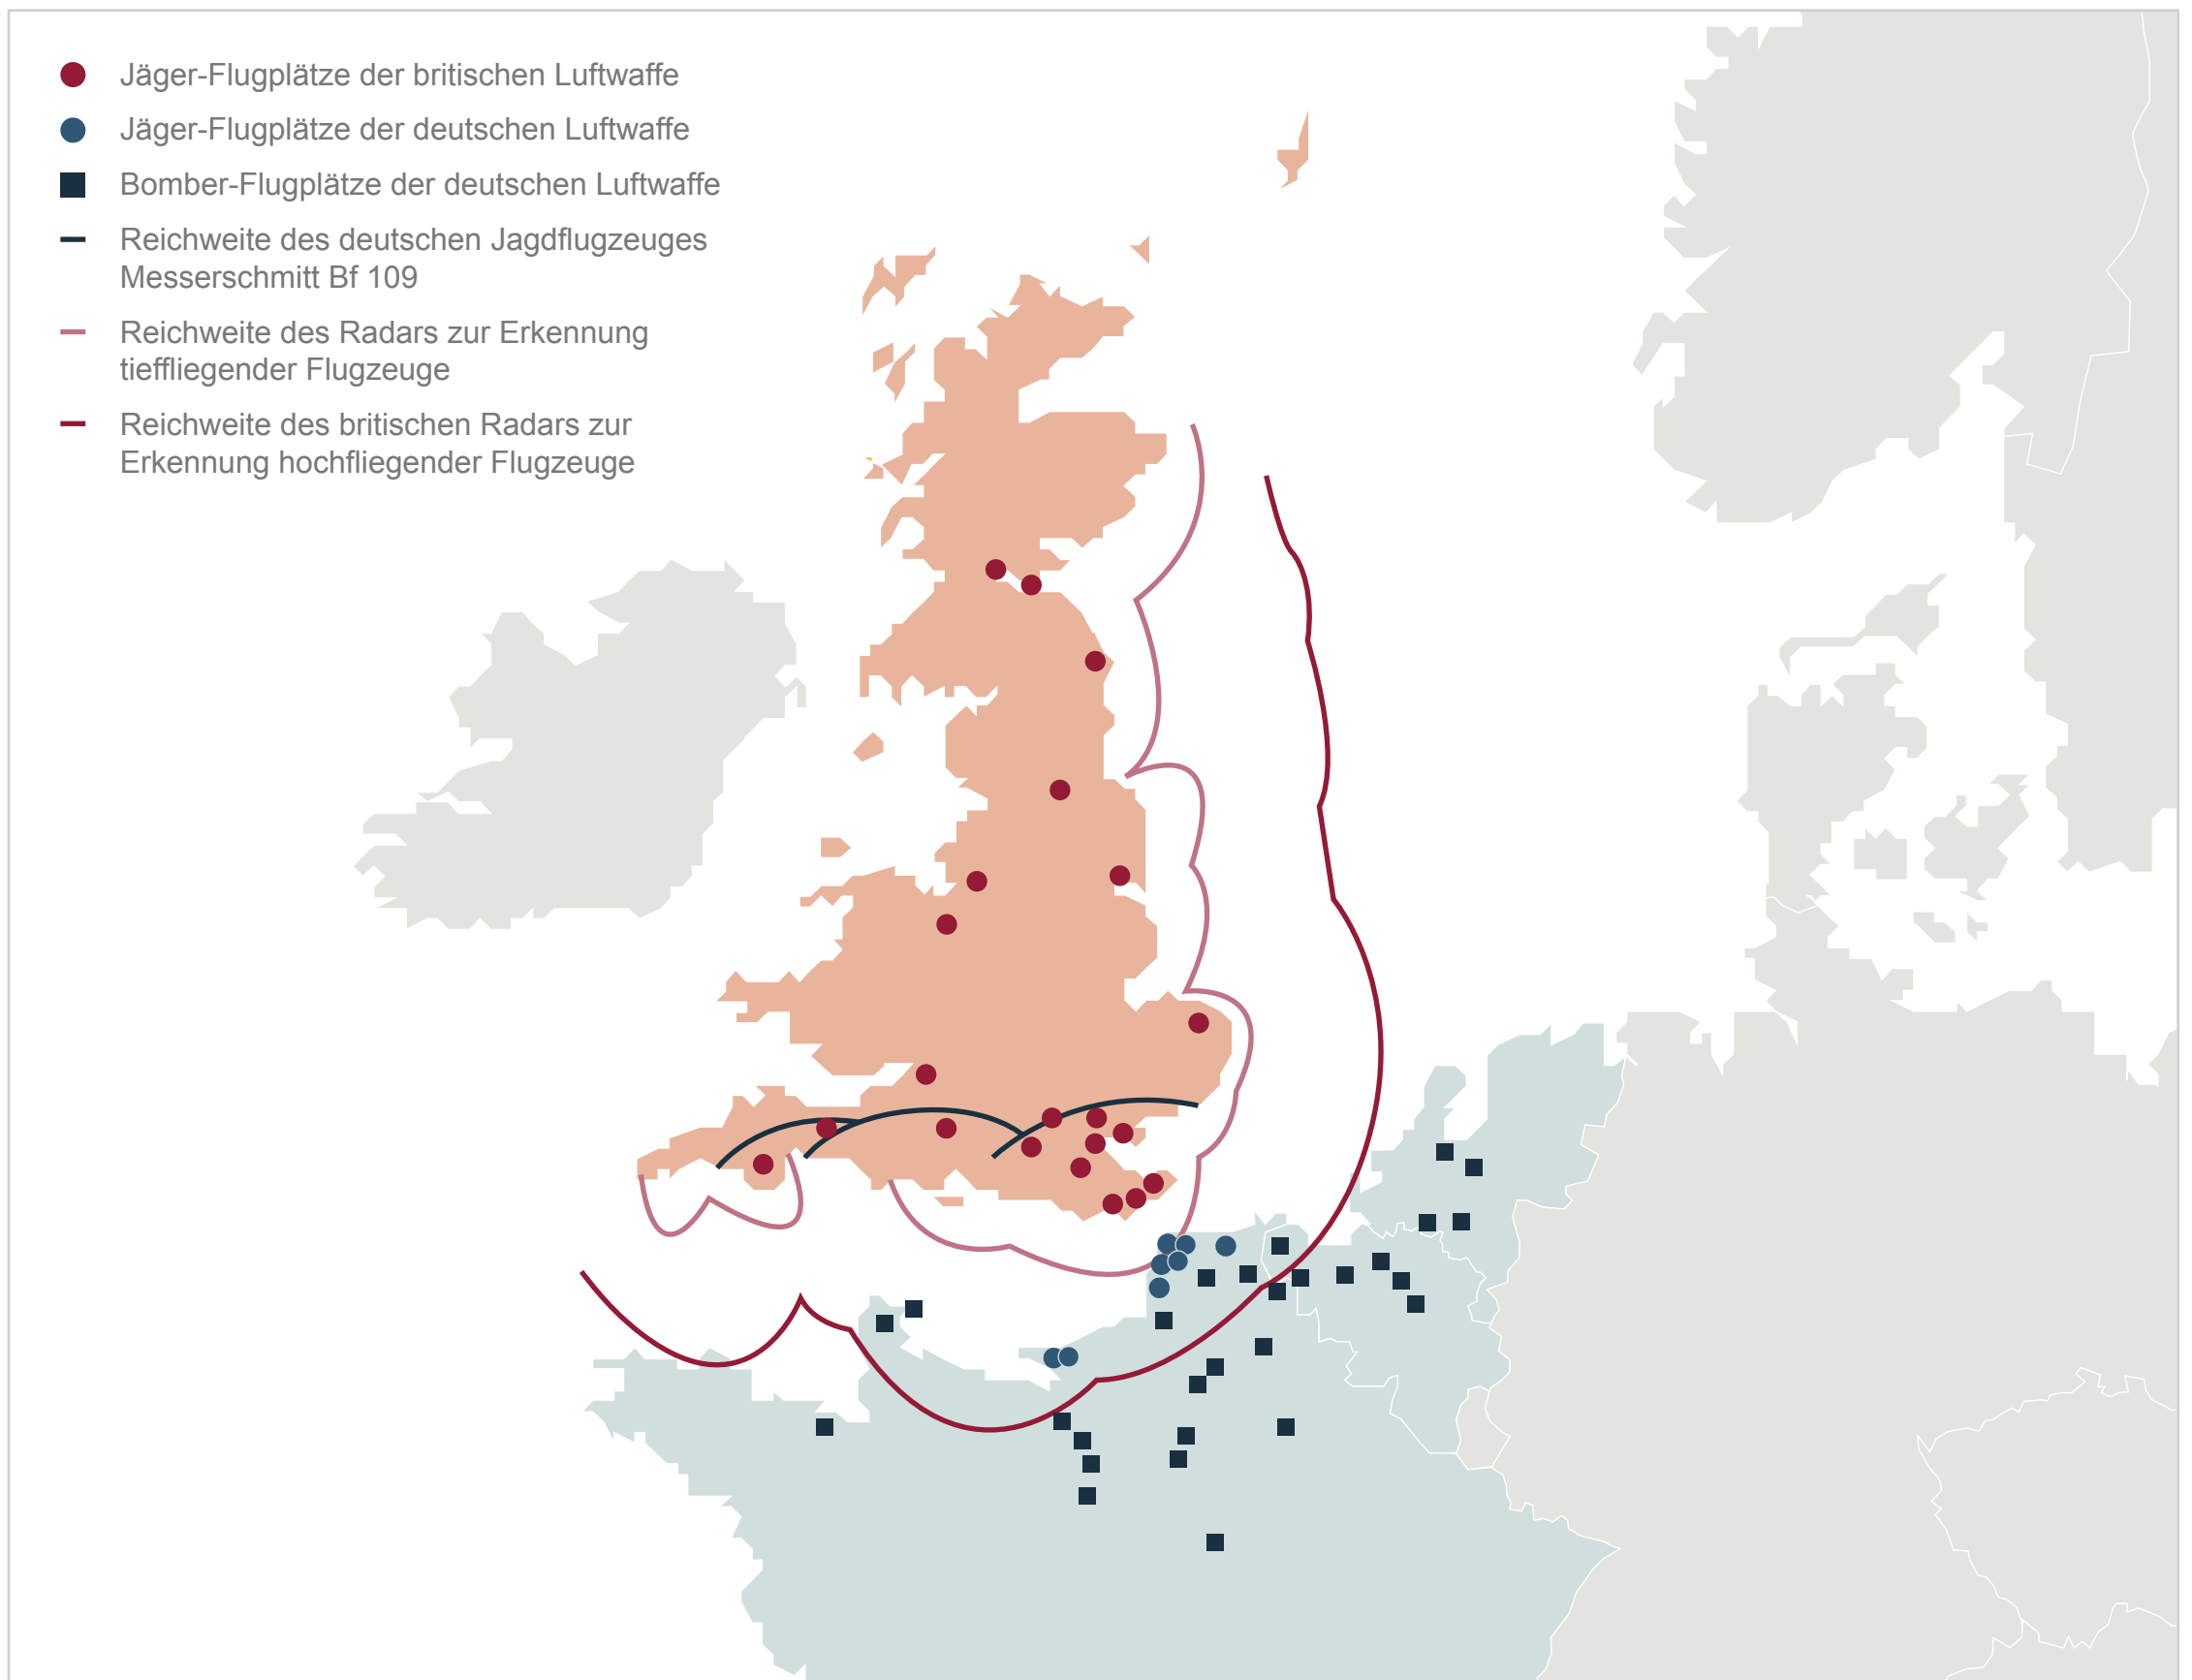 Jäger-Flugplätze der britischen Luftwaffe
Jäger-Flugplätze der deutschen Luftwaffe
Bomber-Flugplätze der deutschen Luftwaffe
Reichweite des deutschen Jagdflugzeuges
Messerschmitt Bf 109
Reichweite des Radars zur Erkennung
tieffliegender Flugzeuge
Reichweite des britischen Radars zur
Erkennung hochfliegender Flugzeuge